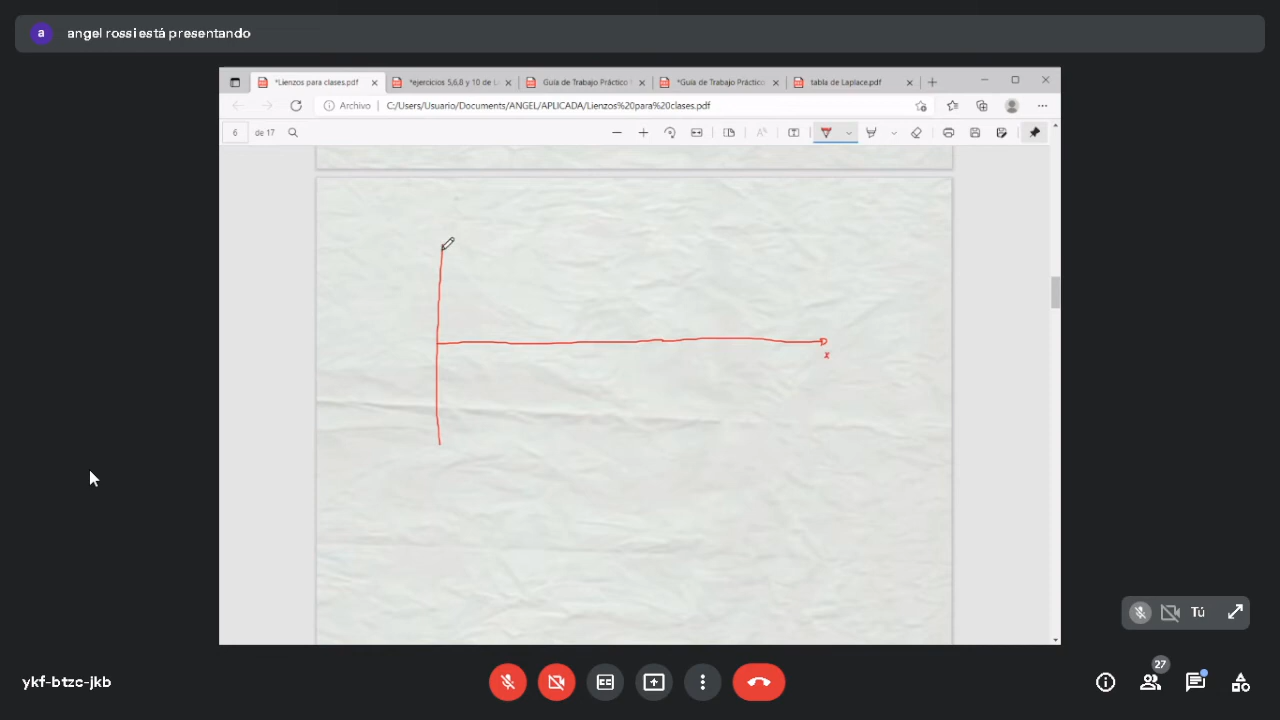 a angel rossi está presentando
*Lienzos para clases.pdf
*ejercicios 5,6,8 y 10 de L
Guía de Trabajo Práctico
*Guía de Trabajo Práctico
tabla de Laplace.pdf
Archivo C:/Users/Usuario/Documents/ANGEL/APLICADA/Lienzos%20para%20clases.pdf
6 de 17
x
Tú
ykf-btzc-jkb
27